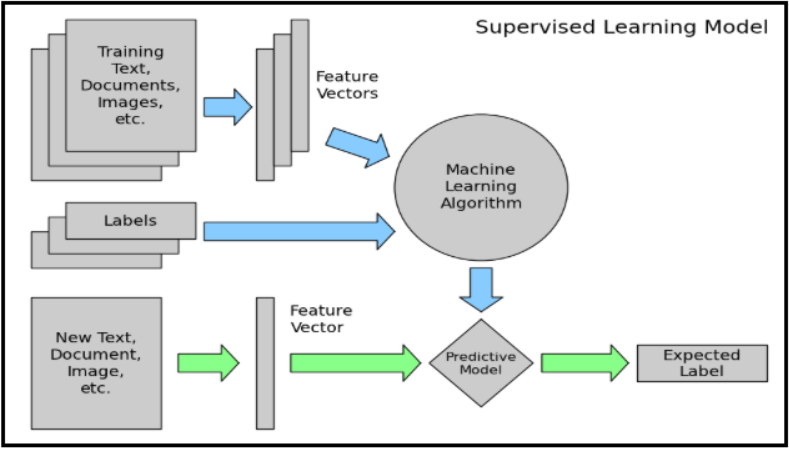 Supervised Learning Model
Training
Text,
Documents,
Images,
etc.
Feature
Vectors
Machine
Learning
Algorithm
Labels
New Text,
Document,
Image,
etc.
Feature
Vector
Predictive
Model
Expected
Label